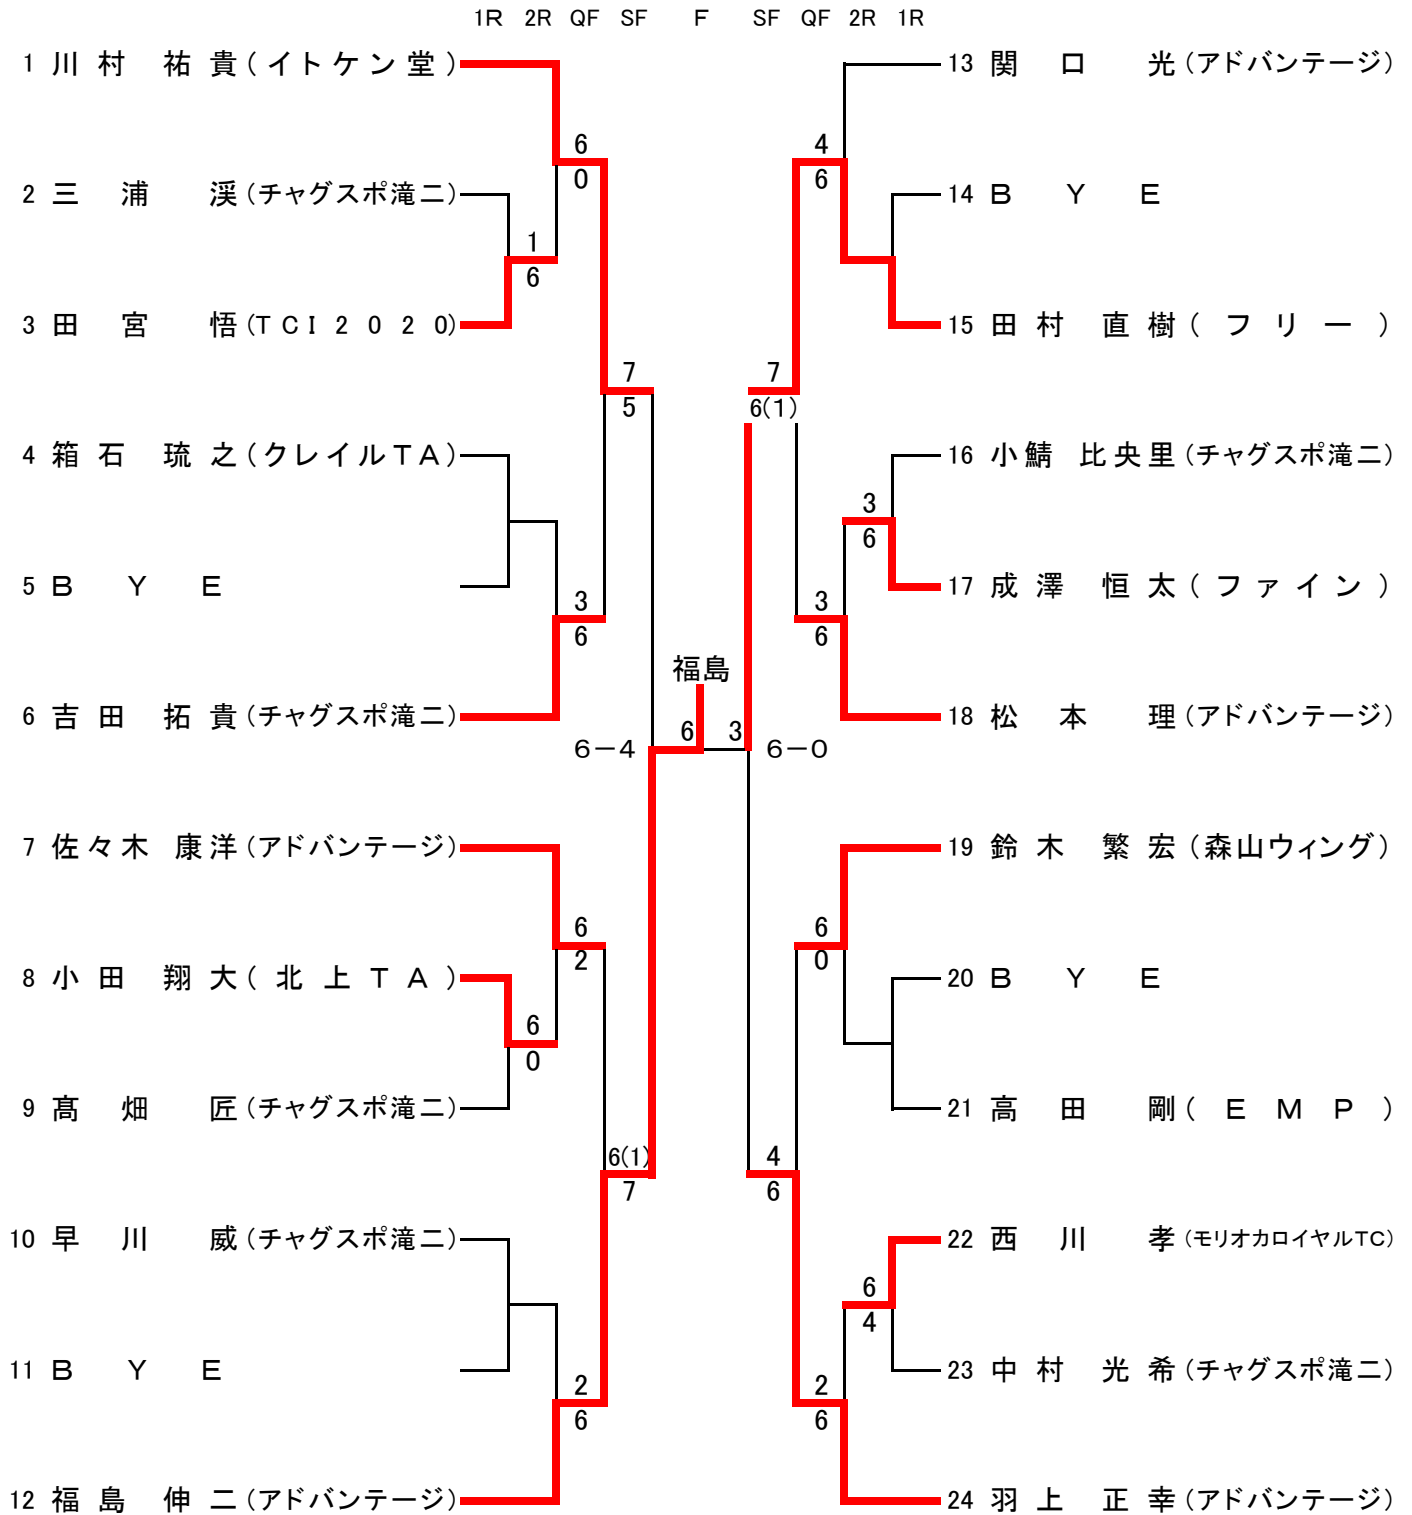 1R 2R QF SF F SF QF 2R 1R
1 川村 祐貴(イトケン堂)
6
0
2 三浦 渓(チャグスポ滝二)
1
6
3 田宮 悟(TCI2020)
7
5
4 箱石 琉之(クレイルTA)
5 BYE
3
6
6 吉田 拓貴(チャグスポ滝二)
福島
6 3
6-4 6-0
7 佐々木 康洋(アドバンテージ)
6
2
8 小田 翔大(北上TA)
6
0
9 髙畑 匠(チャグスポ滝二)
6(1)
7
10 早川 威(チャグスポ滝二)
11 BYE
2
6
12 福島 伸二(アドバンテージ)
13 関口 光(アドバンテージ)
4
6
14 BYE
15 田村 直樹(フリー)
7
6(1)
16 小鯖 比央里(チャグスポ滝二)
3
6
17 成澤 恒太(ファイン)
3
6
18 松本 理(アドバンテージ)
19 鈴木 繁宏(森山ウィング)
6
0
20 BYE
21 高田 剛(EMP)
4
6
22 西川 孝(モリオカロイヤルTC)
6
4
23 中村 光希(チャグスポ滝二)
2
6
24 羽上 正幸(アドバンテージ)